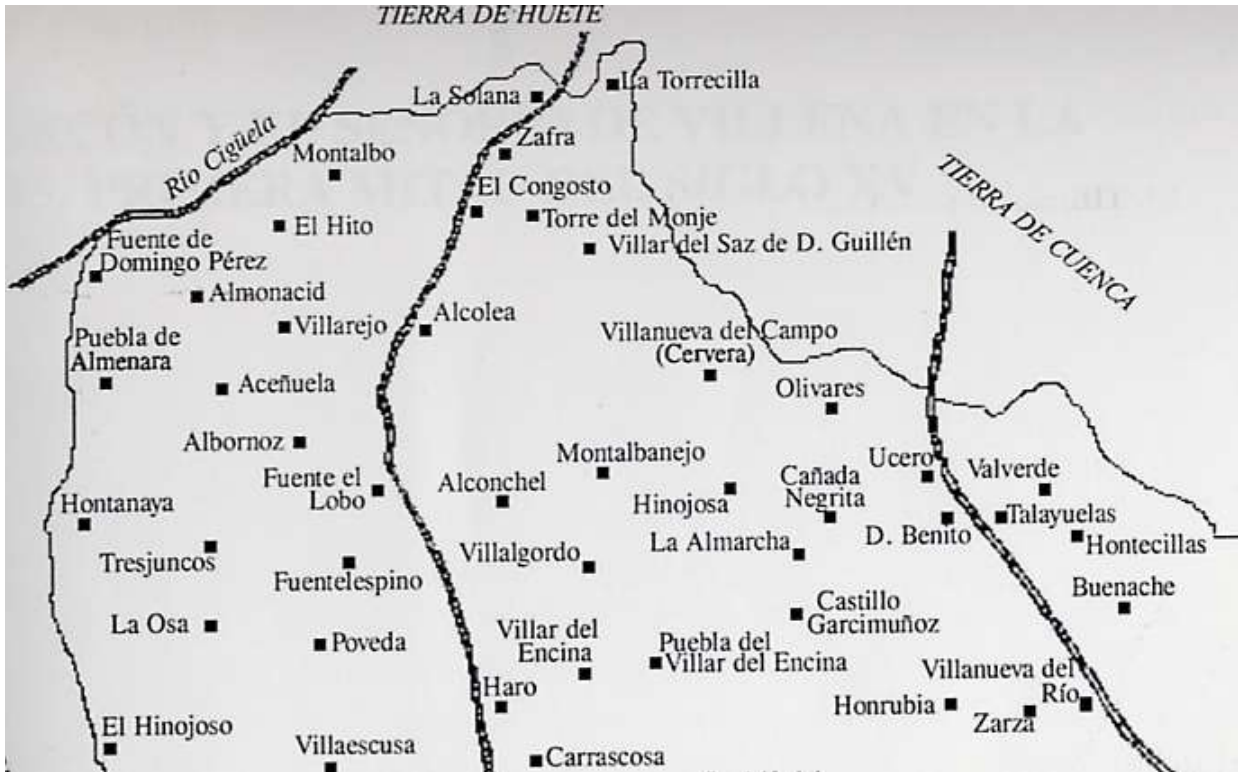 TIERRA DE HUETE
La Torrecilla
La Solana
Río Cigüela
Zafra
Montalbo
TIERRA DE CUENCA
El Congosto
Torre del Monje
El Hito
Villar del Saz de D. Guillén
Fuente de
Domingo Pérez
Almonacid
Villarejo
Alcolea
Puebla de
Almenara
Villanueva del Campo
(Cervera)
Aceñuela
Olivares
Albornoz
Montalbanejo
Ucero
Valverde
Fuente el
Lobo
Alconchel
Hinojosa
Cañada
Negrita
Hontanaya
Talayuelas
D. Benito
La Almarcha
Hontecillas
Tresjuncos
Villalgordo
Fuentelespino
Buenache
La Osa
Castillo
Garcimuñoz
Villar del
Encina
Poveda
Puebla del
Villar del Encina
Villanueva del
Río
Haro
Honrubia
Zarza
El Hinojoso
Villaescusa
Carrascosa